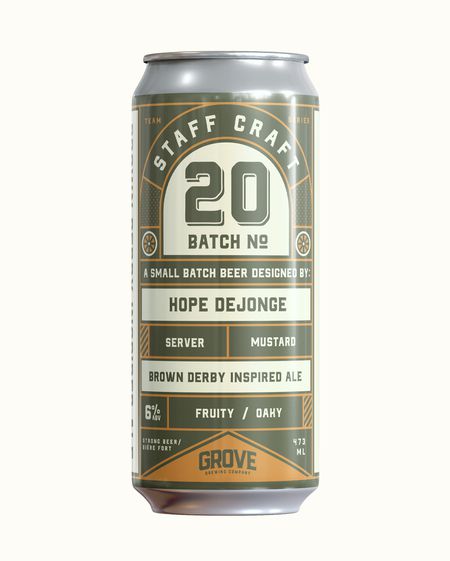 TEAM SERIES
STAFF CRAFT
20
BATCH Nº
A SMALL BATCH BEER DESIGNED BY:
HOPE DEJONGE
SERVER MUSTARD
BROWN DERBY INSPIRED ALE
6% ABV FRUITY / OAKY
STRONG BEER/ 473
BIÈRE FORT ML
GROVE
BREWING COMPANY